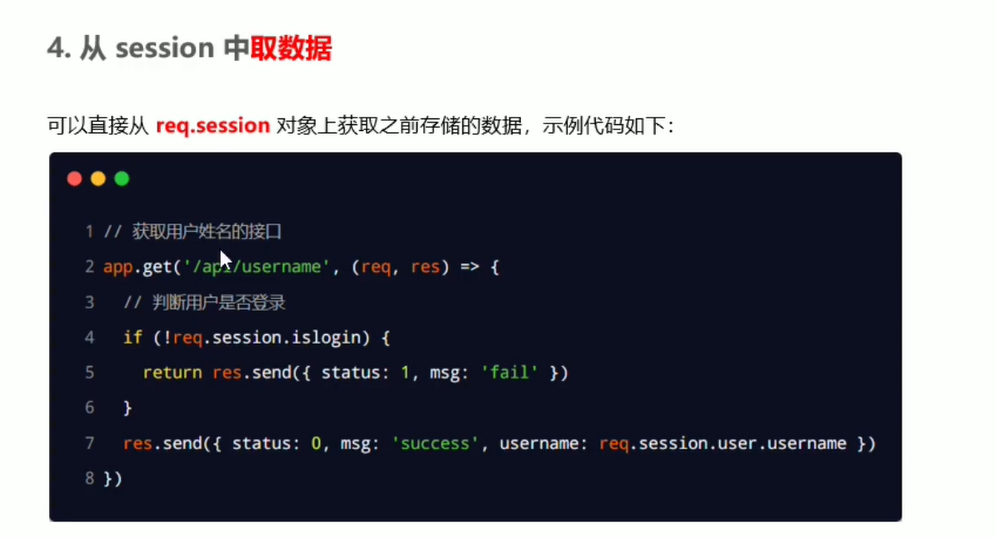 4. 从 session 中取数据
可以直接从 req.session 对象上获取之前存储的数据，示例代码如下：
1 // 获取用户姓名的接口
2 app.get('/api/username', (req, res) => {
3   // 判断用户是否登录
4   if (!req.session.islogin) {
5     return res.send({ status: 1, msg: 'fail' })
6   }
7   res.send({ status: 0, msg: 'success', username: req.session.user.username })
8 })